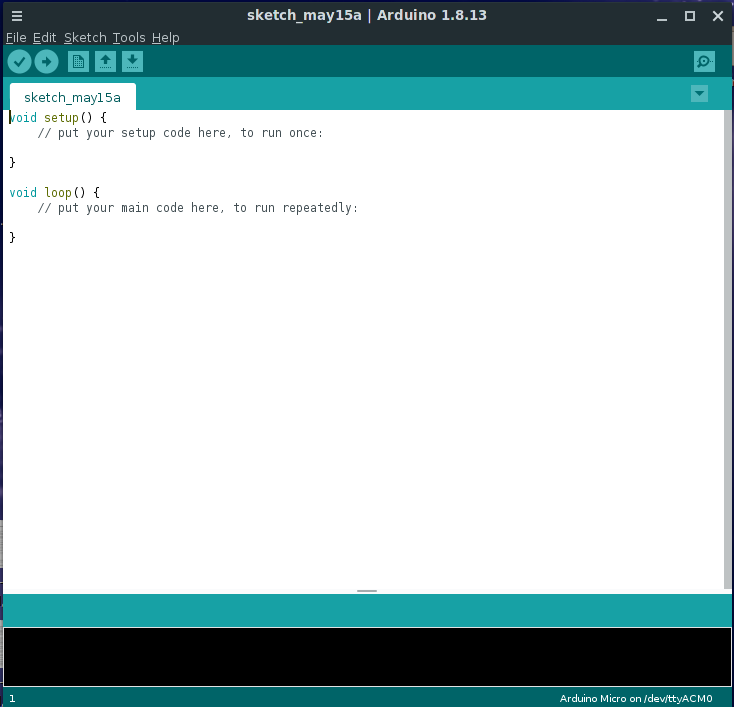 sketch_may15a | Arduino 1.8.13
File Edit Sketch Tools Help
sketch_may15a
void setup() {
// put your setup code here, to run once:
}
void loop() {
// put your main code here, to run repeatedly:
}
1
Arduino Micro on /dev/ttyACM0